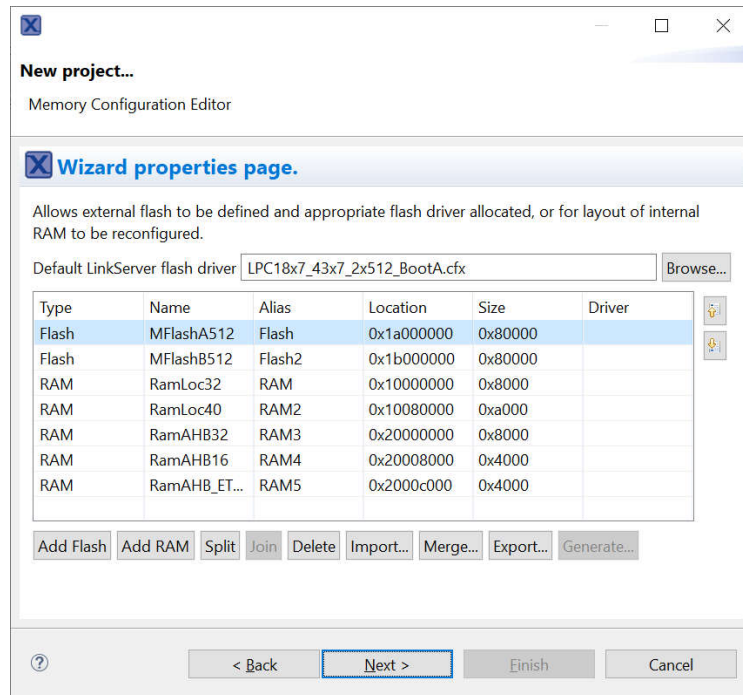 New project...
Memory Configuration Editor
Wizard properties page.
Allows external flash to be defined and appropriate flash driver allocated, or for layout of internal
RAM to be reconfigured.
Default LinkServer flash driver LPC18x7_43x7_2x512_BootA.cfx Browse...
Type Name Alias Location Size Driver
Flash MFlashA512 Flash 0x1a000000 0x80000
Flash MFlashB512 Flash2 0x1b000000 0x80000
RAM RamLoc32 RAM 0x10000000 0x8000
RAM RamLoc40 RAM2 0x10080000 0xa000
RAM RamAHB32 RAM3 0x20000000 0x8000
RAM RamAHB16 RAM4 0x20008000 0x4000
RAM RamAHB_ET... RAM5 0x2000c000 0x4000
Add Flash Add RAM Split Join Delete Import... Merge... Export... Generate...
? < Back Next > Finish Cancel